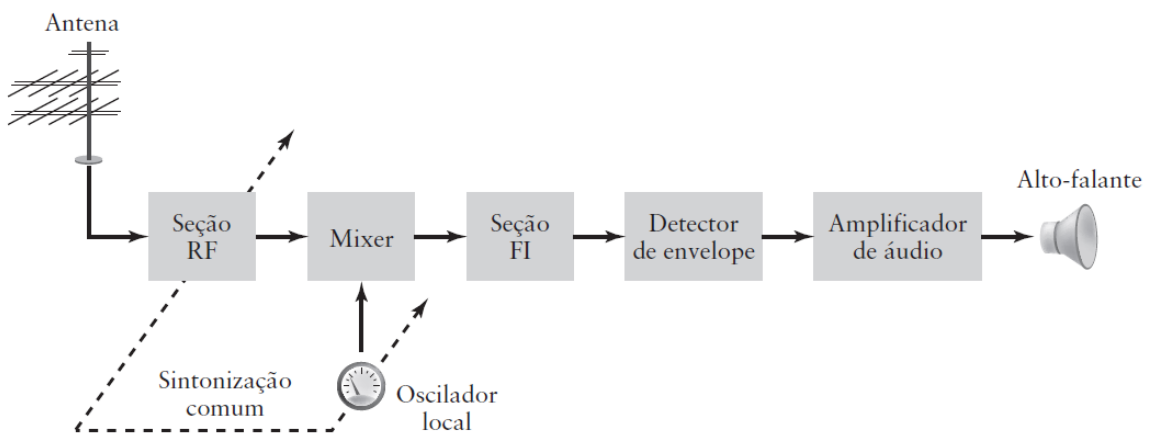 Antena
Alto-falante
Seção
RF
Mixer
Seção
FI
Detector
de envelope
Amplificador
de áudio
Sintonização
comum
Oscilador
local